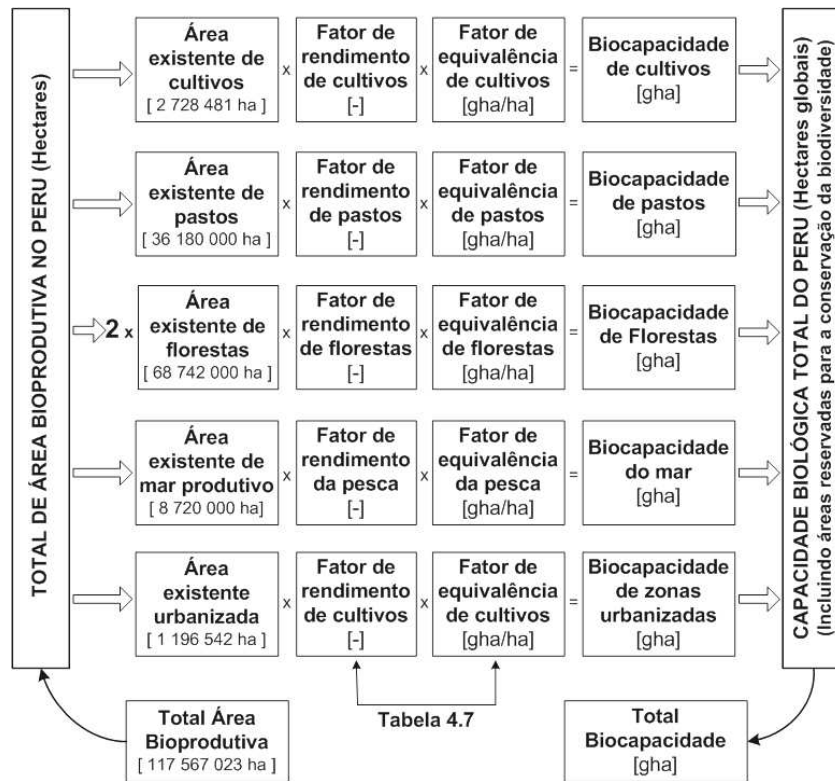 TOTAL DE ÁREA BIOPRODUTIVA NO PERU (Hectares)
Área
existente de
cultivos
[ 2 728 481 ha ]
x
Fator de
rendimento
de cultivos
[-]
x
Fator de
equivalência
de cultivos
[gha/ha]
=
Biocapacidade
de cultivos
[gha]
Área
existente de
pastos
[ 36 180 000 ha ]
x
Fator de
rendimento
de pastos
[-]
x
Fator de
equivalência
de pastos
[gha/ha]
=
Biocapacidade
de pastos
[gha]
2 x
Área
existente de
florestas
[ 68 742 000 ha ]
x
Fator de
rendimento
de florestas
[-]
x
Fator de
equivalência
de florestas
[gha/ha]
=
Biocapacidade
de Florestas
[gha]
Área
existente de
mar produtivo
[ 8 720 000 ha]
x
Fator de
rendimento
da pesca
[-]
x
Fator de
equivalência
da pesca
[gha/ha]
=
Biocapacidade
do mar
[gha]
Área
existente
urbanizada
[ 1 196 542 ha ]
x
Fator de
rendimento
de cultivos
[-]
x
Fator de
equivalência
de cultivos
[gha/ha]
=
Biocapacidade
de zonas
urbanizadas
[gha]
CAPACIDADE BIOLÓGICA TOTAL DO PERU (Hectares globais)
(Incluindo áreas reservadas para a conservação da biodiversidade)
Total Área
Bioprodutiva
[ 117 567 023 ha ]
Tabela 4.7
Total
Biocapacidade
[gha]